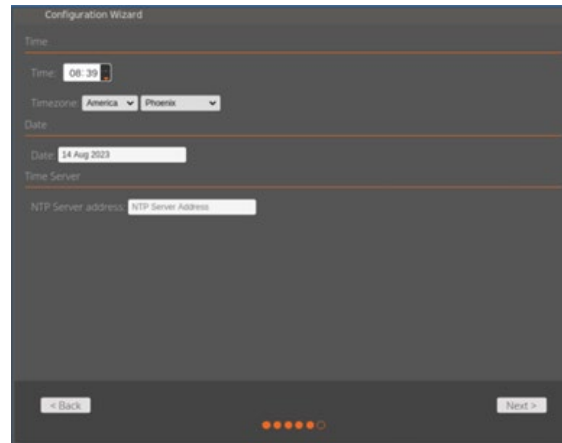 Configuration Wizard
Time
Time: 08: 39
Timezone: America Phoenix
Date
Date: 14 Aug 2023
Time Server
NTP Server address: NTP Server Address
< Back Next >